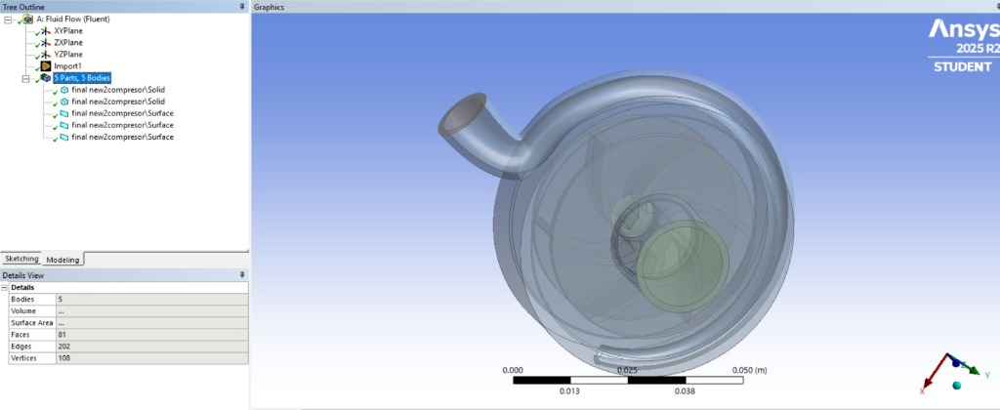 Tree Outline
A: Fluid Flow (Fluent)
XYPlane
ZXPlane
YZPlane
Import1
5 Parts, 5 Bodies
final new2compresor\Solid
final new2compresor\Solid
final new2compresor\Surface
final new2compresor\Surface
final new2compresor\Surface
Sketching Modeling
Details View
Details
Bodies 5
Volume ...
Surface Area ...
Faces 81
Edges 202
Vertices 108
Graphics
Ansys
2025 R2
STUDENT
0.000 0.025 0.050 (m)
0.013 0.038
X Y